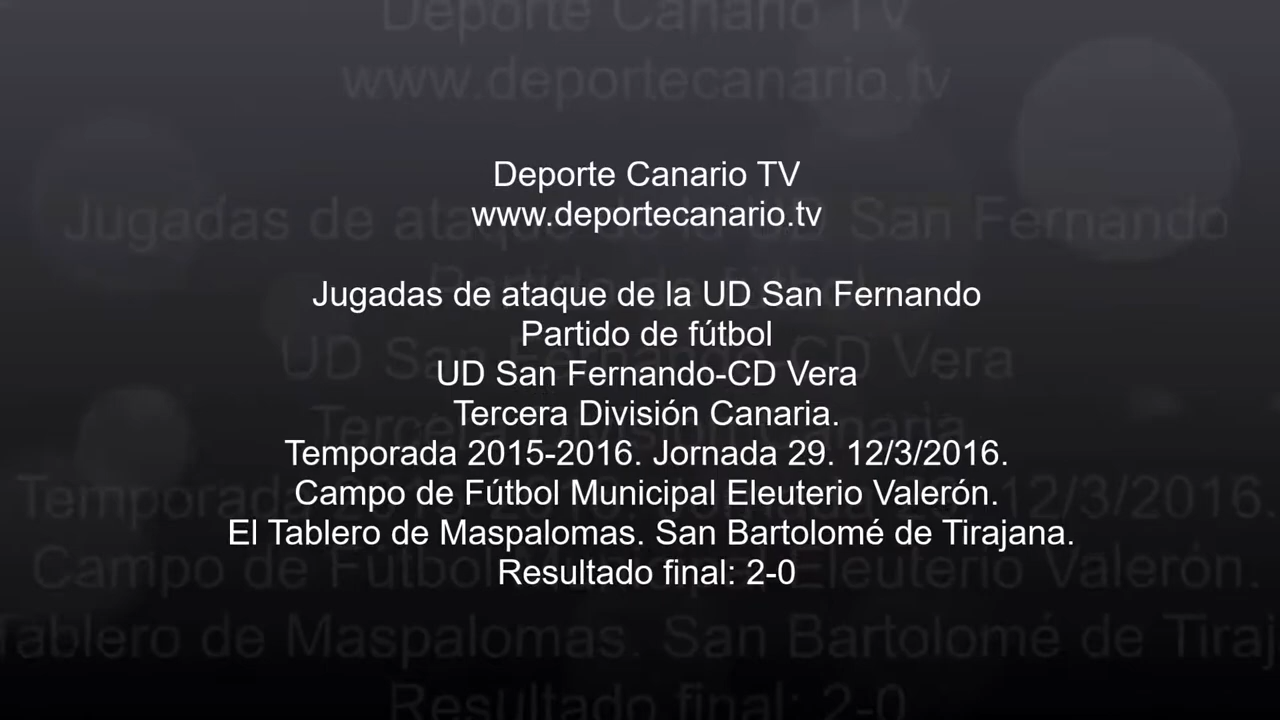 Deporte Canario TV
www.deportecanario.tv
Jugadas de ataque de la UD San Fernando
Partido de fútbol
UD San Fernando-CD Vera
Tercera División Canaria.
Temporada 2015-2016. Jornada 29. 12/3/2016.
Campo de Fútbol Municipal Eleuterio Valerón.
El Tablero de Maspalomas. San Bartolomé de Tirajana.
Resultado final: 2-0